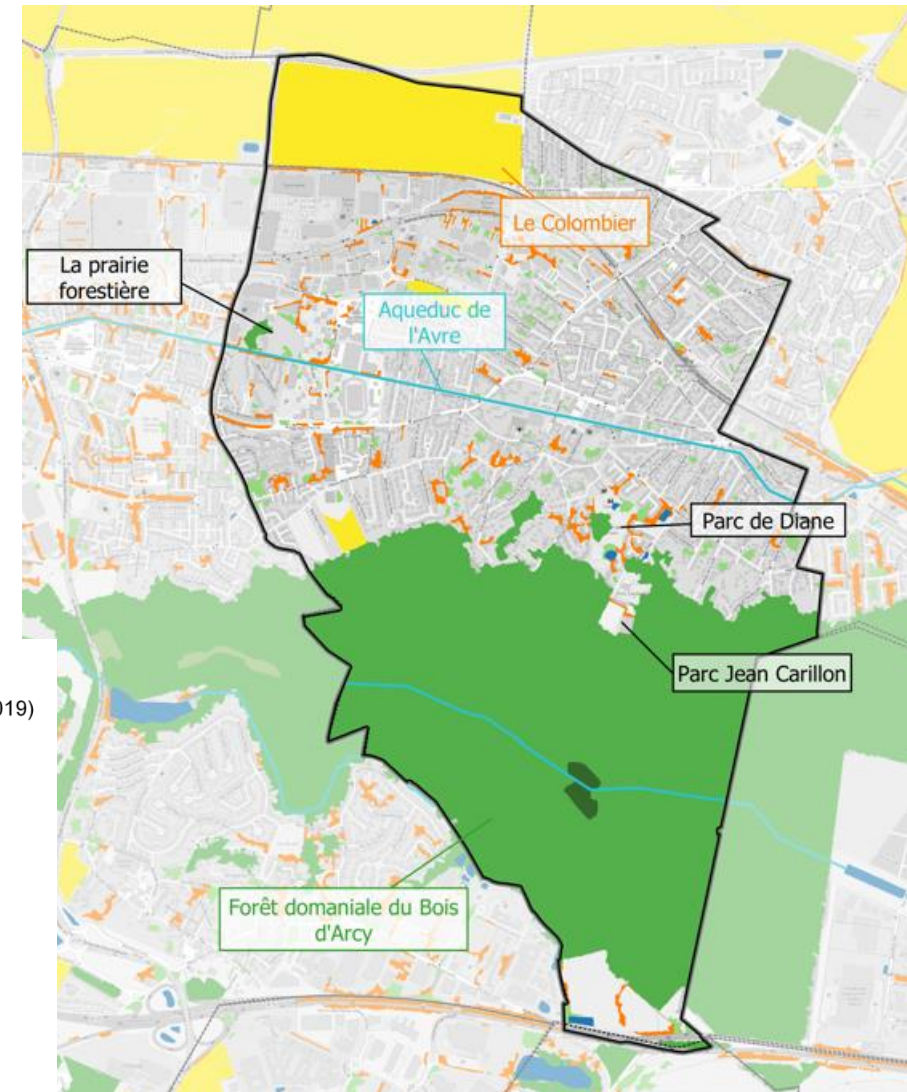 Le Colombier
La prairie
forestière
Aqueduc de
l'Avre
Parc de Diane
Parc Jean Carillon
019)
Forêt domaniale du Bois
d'Arcy